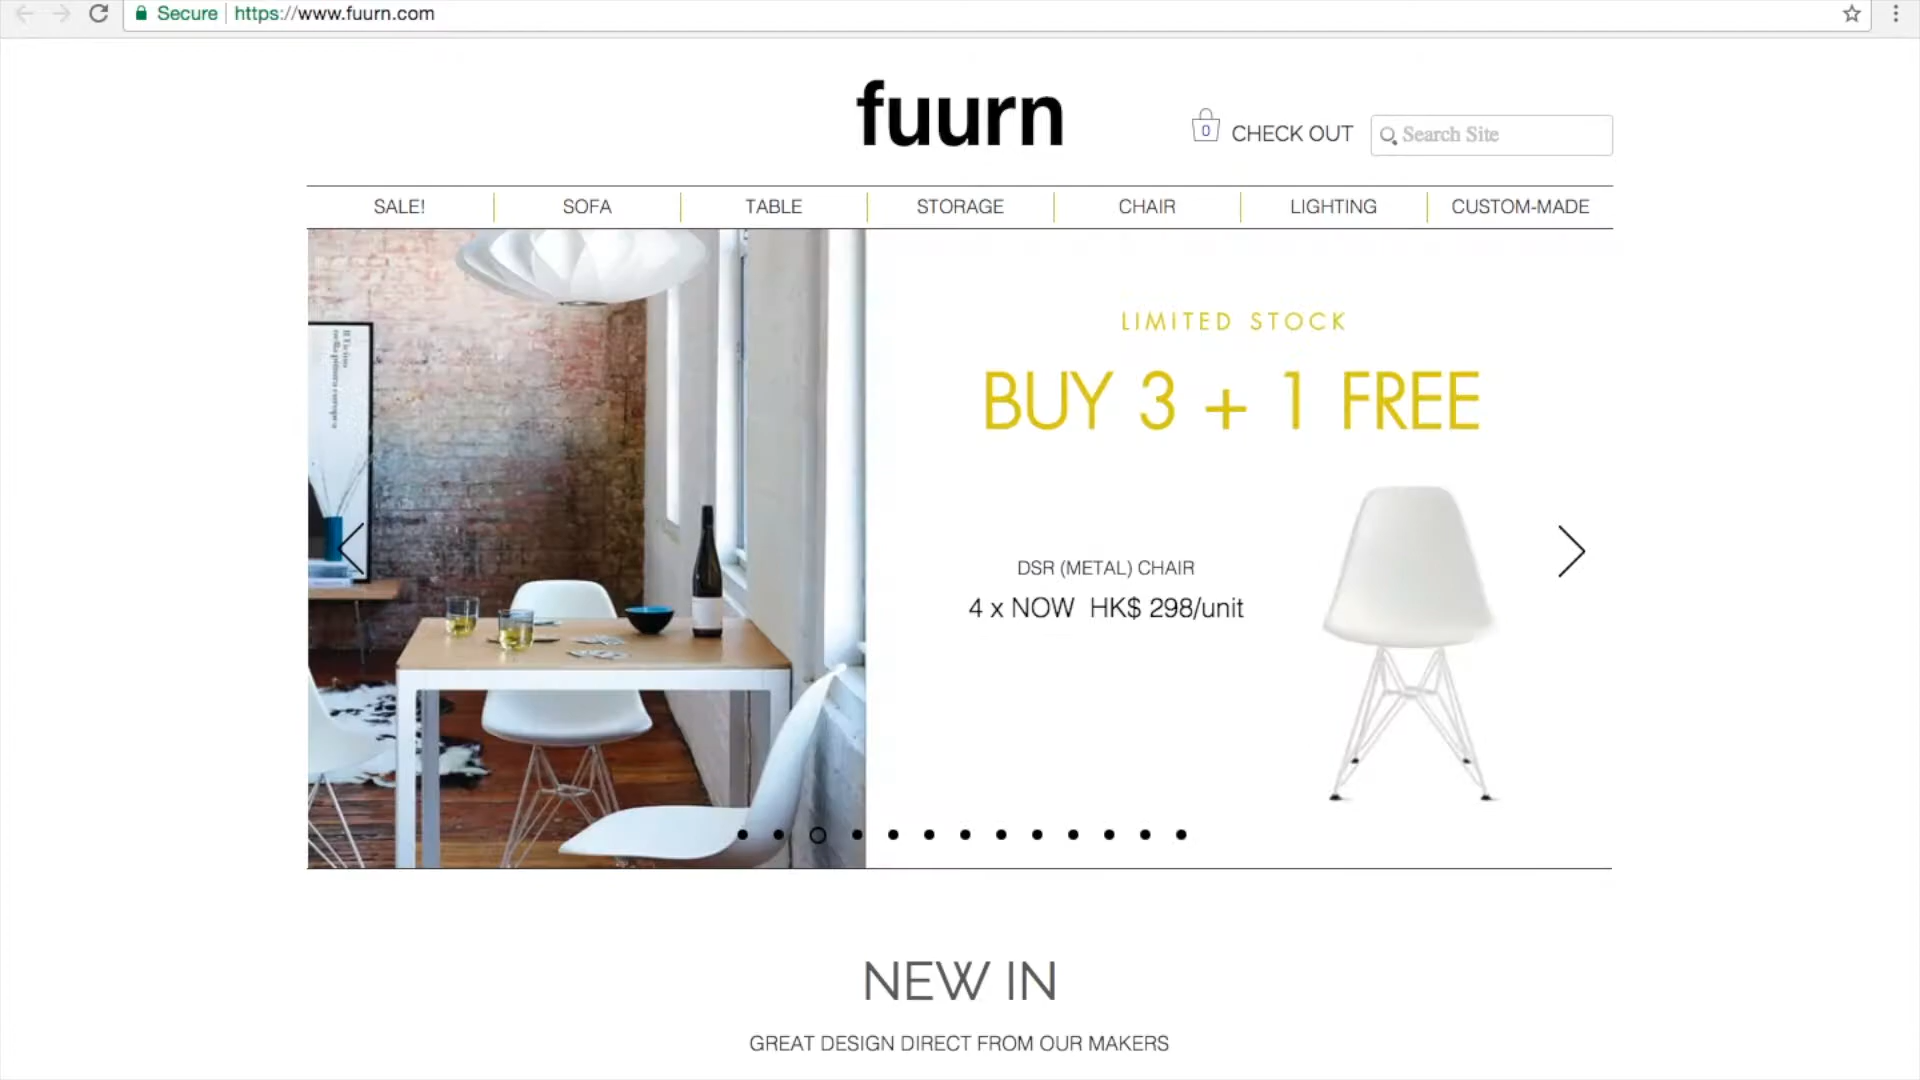 Secure https://www.fuurn.com
fuurn
0 CHECK OUT Search Site
SALE! SOFA TABLE STORAGE CHAIR LIGHTING CUSTOM-MADE
LIMITED STOCK
BUY 3 + 1 FREE
DSR (METAL) CHAIR
4 x NOW HK$ 298/unit
NEW IN
GREAT DESIGN DIRECT FROM OUR MAKERS